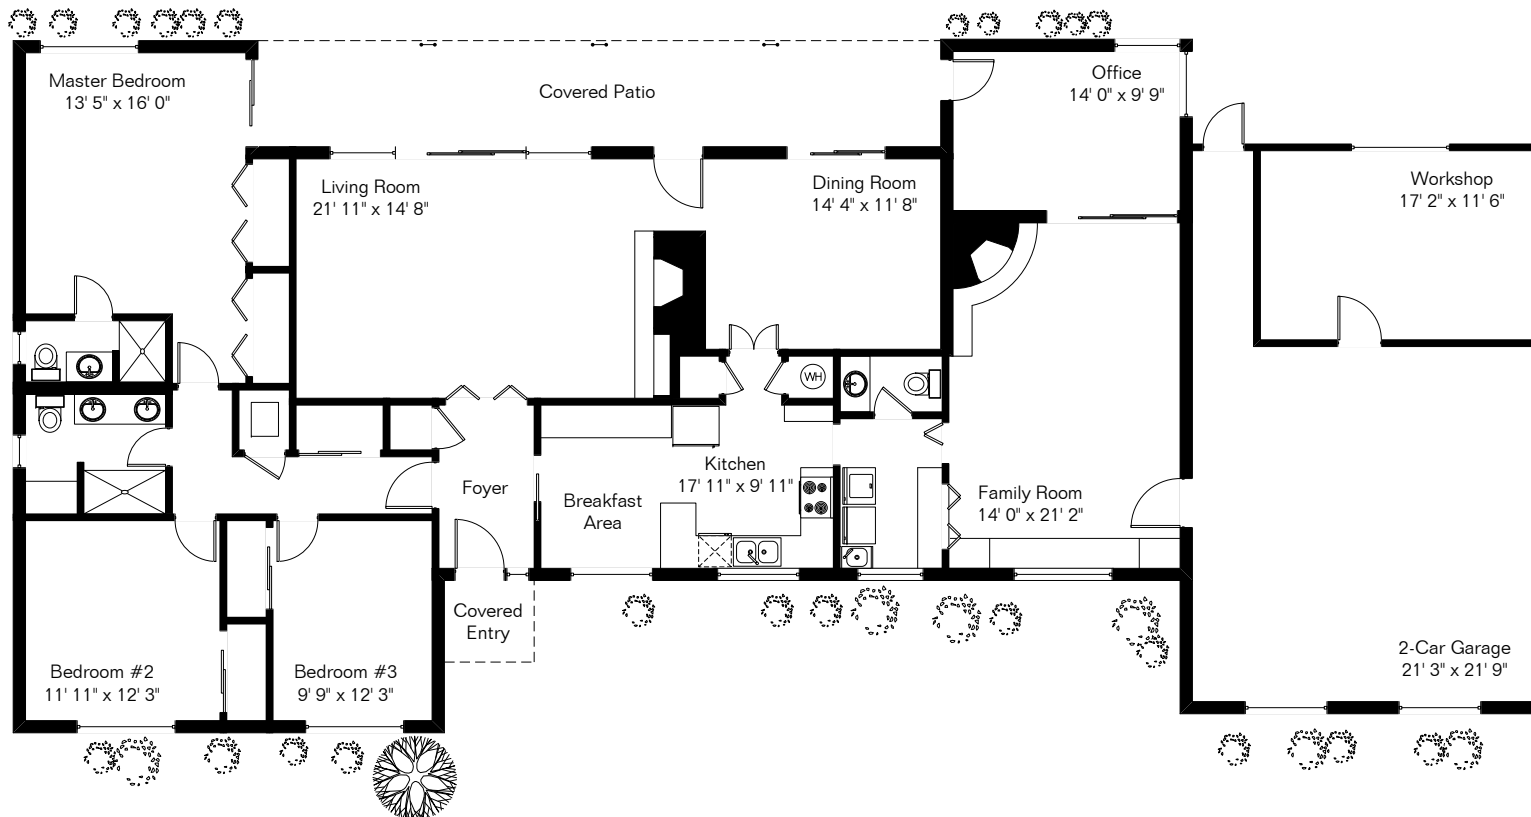 Master Bedroom
13' 5" x 16' 0"
Covered Patio
Office
14' 0" x 9' 9"
Living Room
21' 11" x 14' 8"
Dining Room
14' 4" x 11' 8"
Workshop
17' 2" x 11' 6"
WH
Kitchen
17' 11" x 9' 11"
Foyer
Breakfast
Area
Family Room
14' 0" x 21' 2"
Covered
Entry
Bedroom #2
11' 11" x 12' 3"
Bedroom #3
9' 9" x 12' 3"
2-Car Garage
21' 3" x 21' 9"